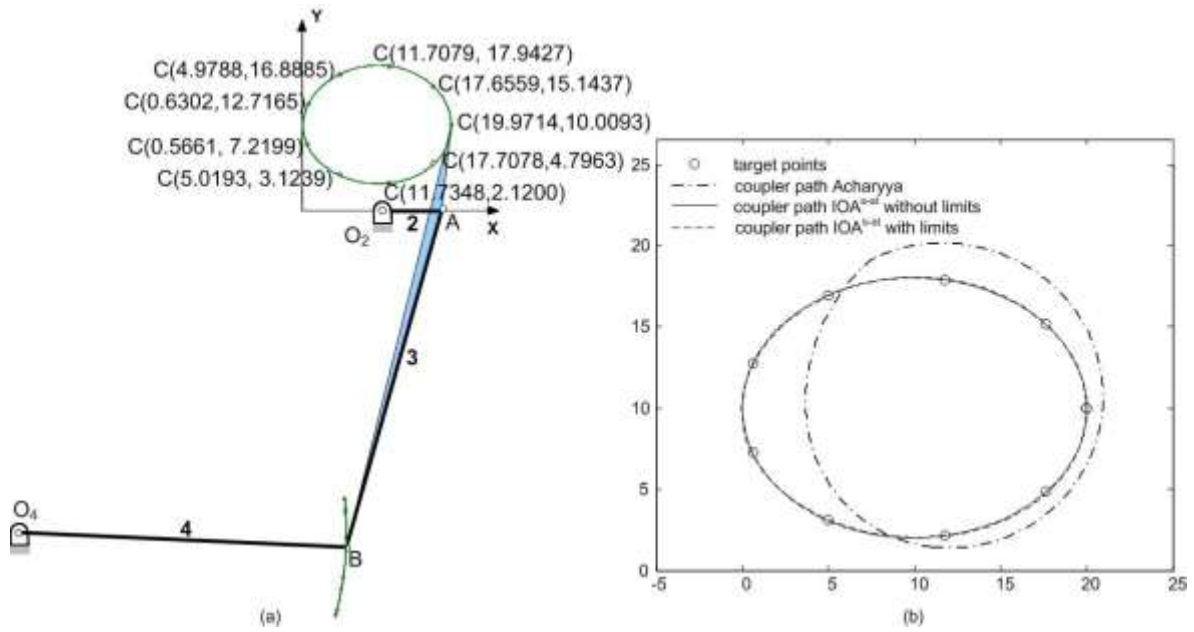 Y
C(11.7079, 17.9427)
C(4.9788,16.8885)
C(17.6559,15.1437)
C(0.6302,12.7165)
C(19.9714,10.0093)
C(0.5661, 7.2199)
C(17.7078,4.7963)
C(5.0193, 3.1239)
C(11.7348,2.1200)
O2
2
A
X
3
O4
4
B
(a)
25
20
15
10
5
0
target points
coupler path Acharyya
coupler path IOA without limits
coupler path IOA with limits
-5 0 5 10 15 20 25
(b)